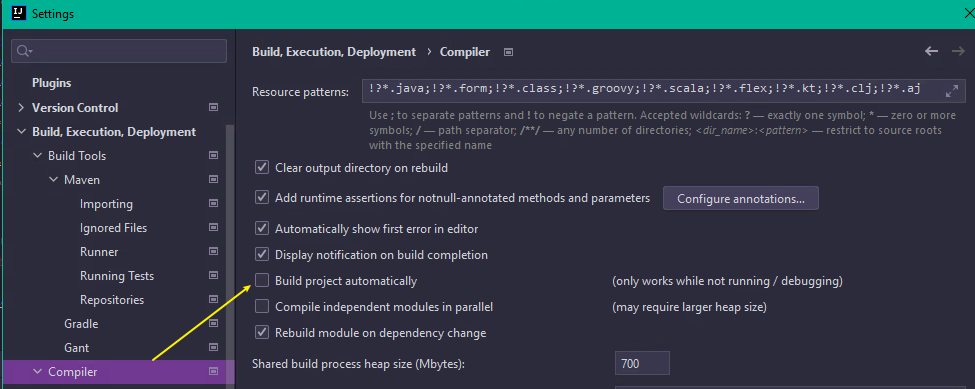 IJ Settings
Build, Execution, Deployment › Compiler
Plugins
Version Control
Build, Execution, Deployment
Build Tools
Maven
Importing
Ignored Files
Runner
Running Tests
Repositories
Gradle
Gant
Compiler
Resource patterns: !?*.java;!?*.form;!?*.class;!?*.groovy;!?*.scala;!?*.flex;!?*.kt;!?*.clj;!?*.aj
Use ; to separate patterns and ! to negate a pattern. Accepted wildcards: ? — exactly one symbol; * — zero or more
symbols; / — path separator; /**/ — any number of directories; <dir_name>:<pattern> — restrict to source roots
with the specified name
Clear output directory on rebuild
Add runtime assertions for notnull-annotated methods and parameters Configure annotations...
Automatically show first error in editor
Display notification on build completion
Build project automatically (only works while not running / debugging)
Compile independent modules in parallel (may require larger heap size)
Rebuild module on dependency change
Shared build process heap size (Mbytes): 700